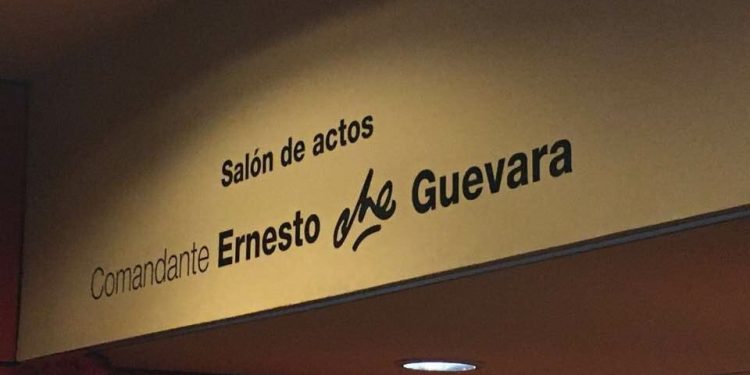 Salón de actos
Comandante Ernesto che Guevara